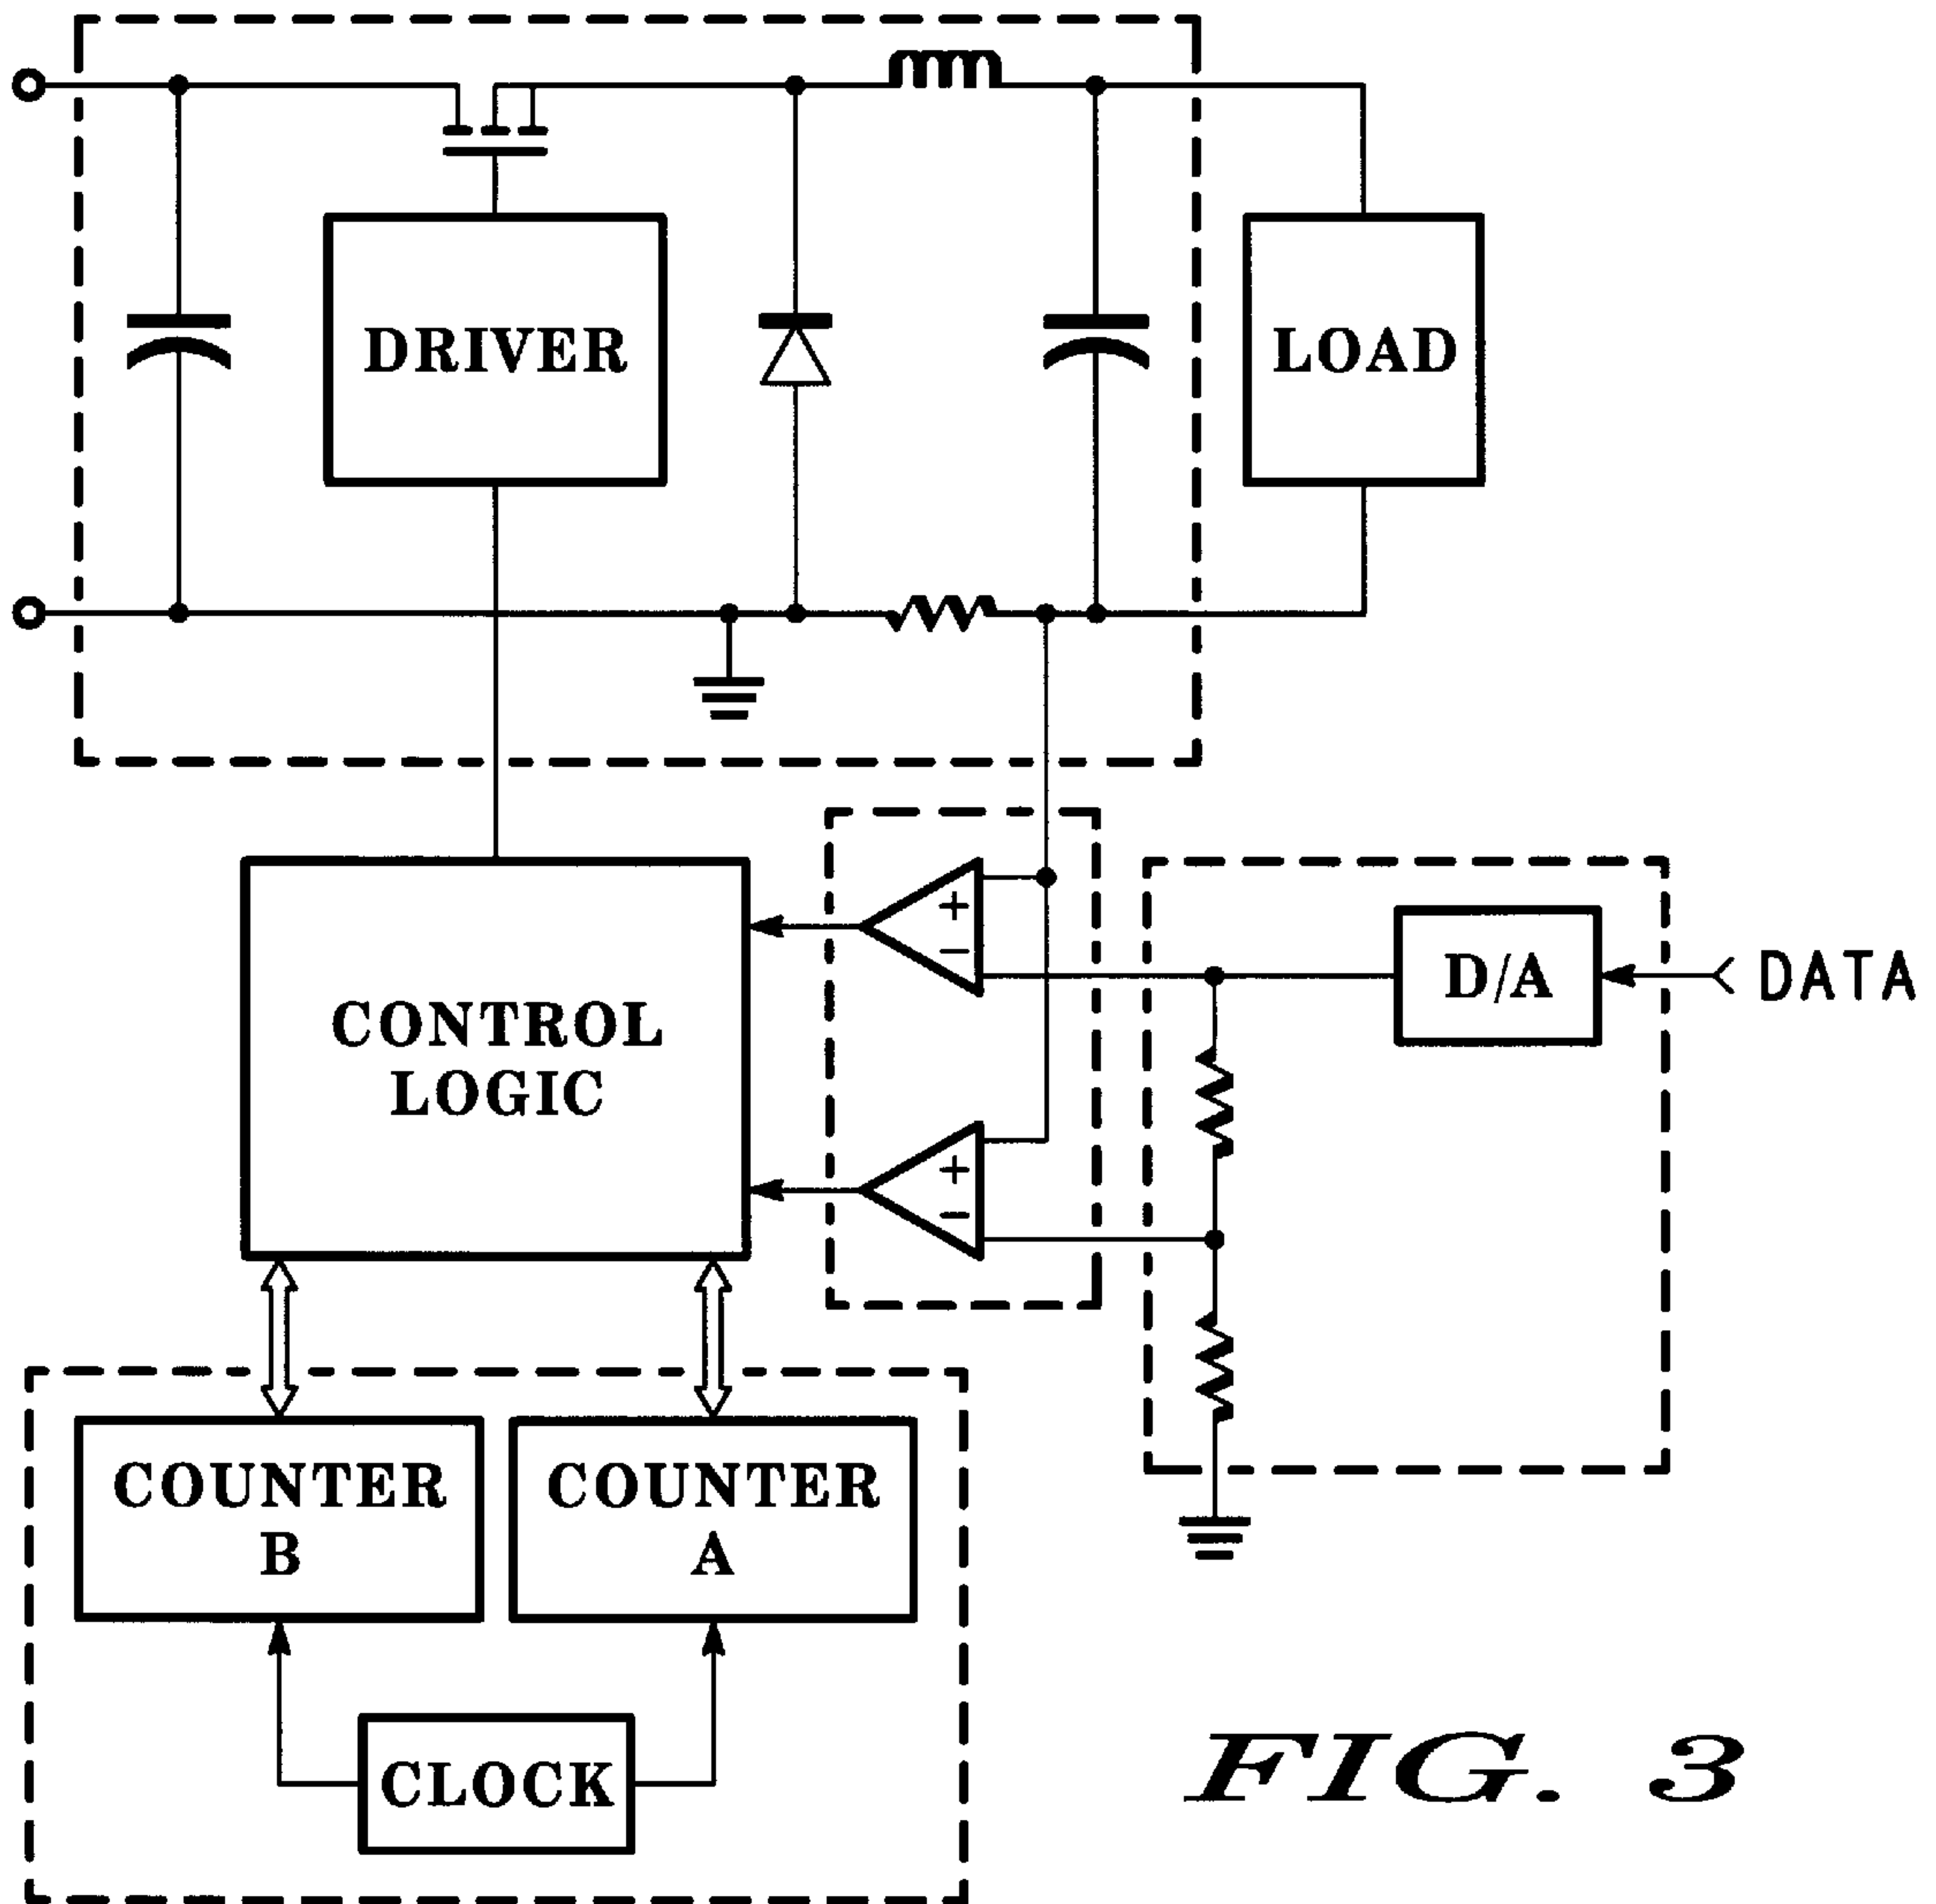 DRIVER
LOAD
+
−
D/A
DATA
CONTROL
LOGIC
+
−
COUNTER
B
COUNTER
A
CLOCK
FIG. 3